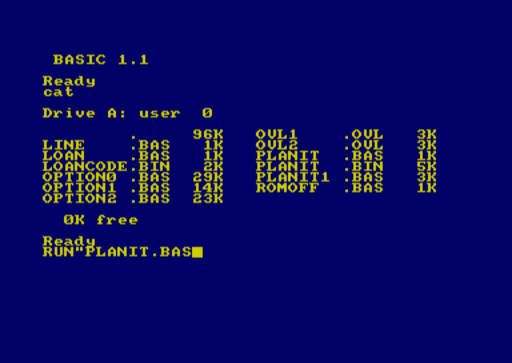 BASIC 1.1
Ready
cat
Drive A: user  0
        .       96K   OVL1    .OVL   3K
LINE    .BAS    1K   OVL2    .OVL   3K
LOAN    .BAS    1K   PLANIT  .BAS   1K
LOANCODE.BIN    2K   PLANIT  .BIN   5K
OPTION0 .BAS   29K   PLANIT1 .BAS   3K
OPTION1 .BAS   14K   ROMOFF  .BAS   1K
OPTION2 .BAS   23K
0K free
Ready
RUN"PLANIT.BAS